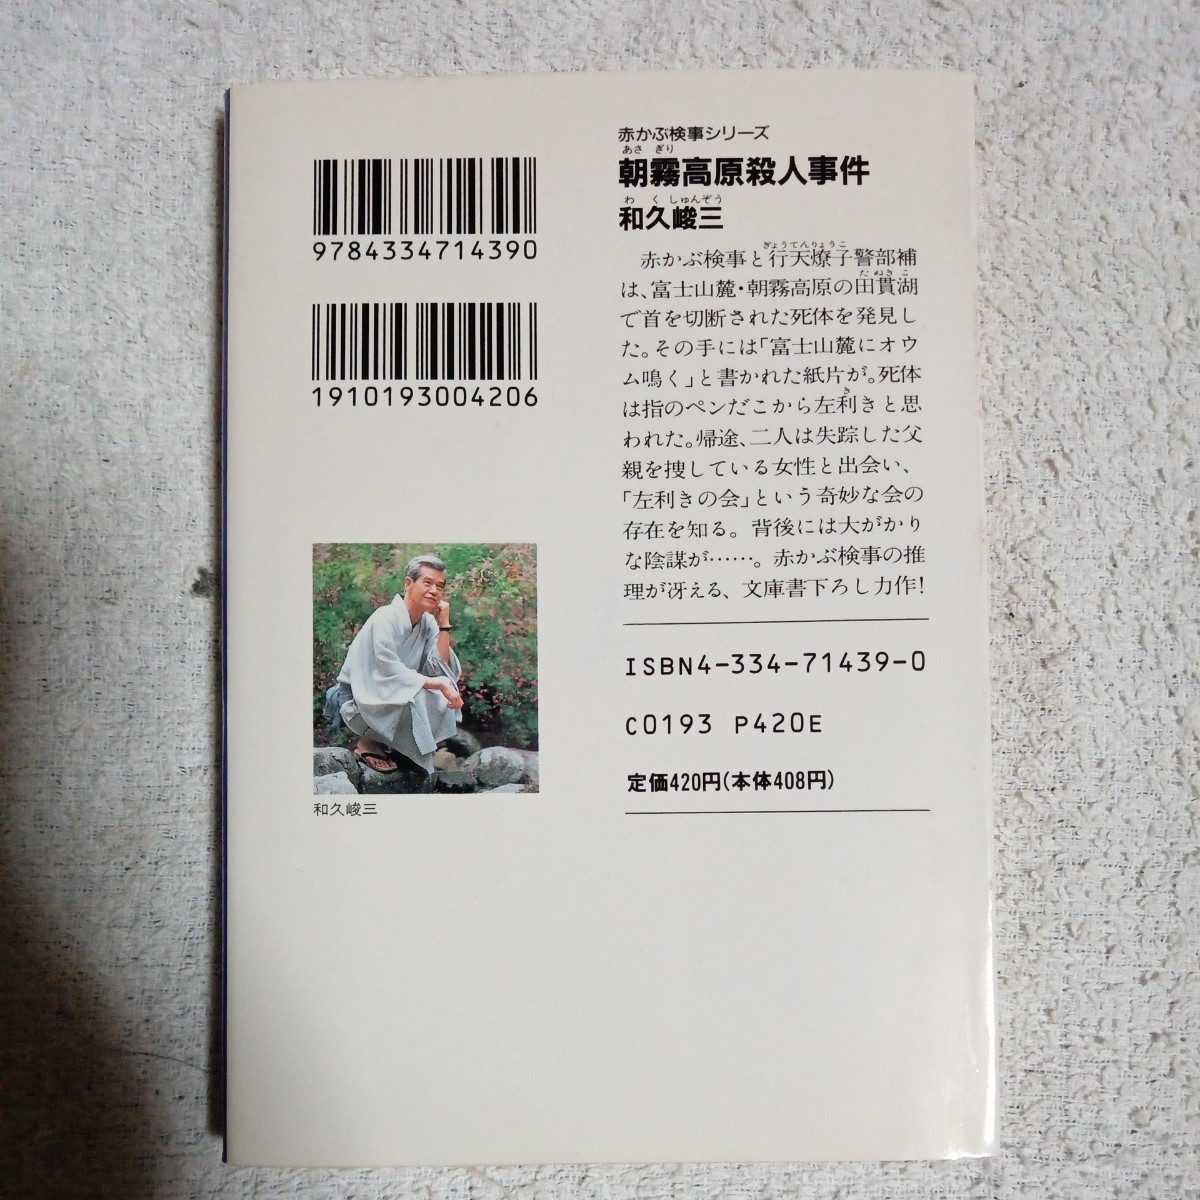 9784334714390
1910193004206
和久峻三
赤かぶ検事シリーズ
あさ ぎり
朝霧高原殺人事件
わ く しゅんぞう
和久峻三
ぎょうてんりょうこ
赤かぶ検事と行天燎子警部補
たぬきこ
は、富士山麓・朝霧高原の田貫湖
で首を切断された死体を発見し
た。その手には「富士山麓にオウ
ム鳴く」と書かれた紙片が。死体
き
は指のペンだこから左利きと思
われた。帰途、二人は失踪した父
親を捜している女性と出会い、
「左利きの会」という奇妙な会の
存在を知る。背後には大がかり
な陰謀が……。赤かぶ検事の推
理が冴える、文庫書下ろし力作!
ISBN4-334-71439-0
C0193 P420E
定価420円(本体408円)